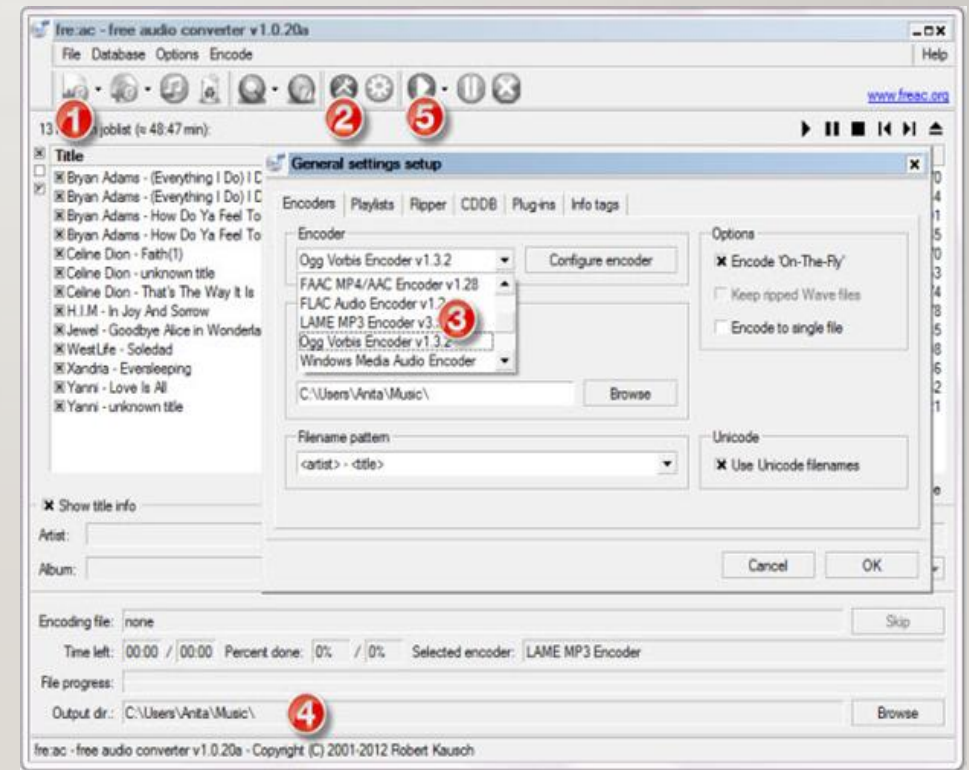 fre:ac - free audio converter v1.0.20a
File Database Options Encode Help
1 2 5
www.freac.org
joblist (≈ 48:47 min):
Title
Bryan Adams - (Everything I Do) I D
Bryan Adams - (Everything I Do) I D
Bryan Adams - How Do Ya Feel To
Bryan Adams - How Do Ya Feel To
Celine Dion - Faith(1)
Celine Dion - unknown title
Celine Dion - That's The Way It Is
H.I.M - In Joy And Sorrow
Jewel - Goodbye Alice in Wonderla
WestLife - Soledad
Xandria - Eversleeping
Yanni - Love Is All
Yanni - unknown title
General settings setup
Encoders Playlists Ripper CDDB Plug-ins Info tags
Encoder
Ogg Vorbis Encoder v1.3.2 Configure encoder
FAAC MP4/AAC Encoder v1.28
FLAC Audio Encoder v1.2
LAME MP3 Encoder v3. 3
Ogg Vorbis Encoder v1.3.2
Windows Media Audio Encoder
C:\Users\Anita\Music\ Browse
Filename pattern
<artist> - <title>
Options
Encode 'On-The-Fly'
Keep ripped Wave files
Encode to single file
Unicode
Use Unicode filenames
Cancel OK
Show title info
Artist:
Album:
Encoding file: none Skip
Time left: 00:00 / 00:00 Percent done: 0% / 0% Selected encoder: LAME MP3 Encoder
File progress:
Output dir.: C:\Users\Anita\Music\ 4 Browse
fre:ac - free audio converter v1.0.20a - Copyright (C) 2001-2012 Robert Kausch